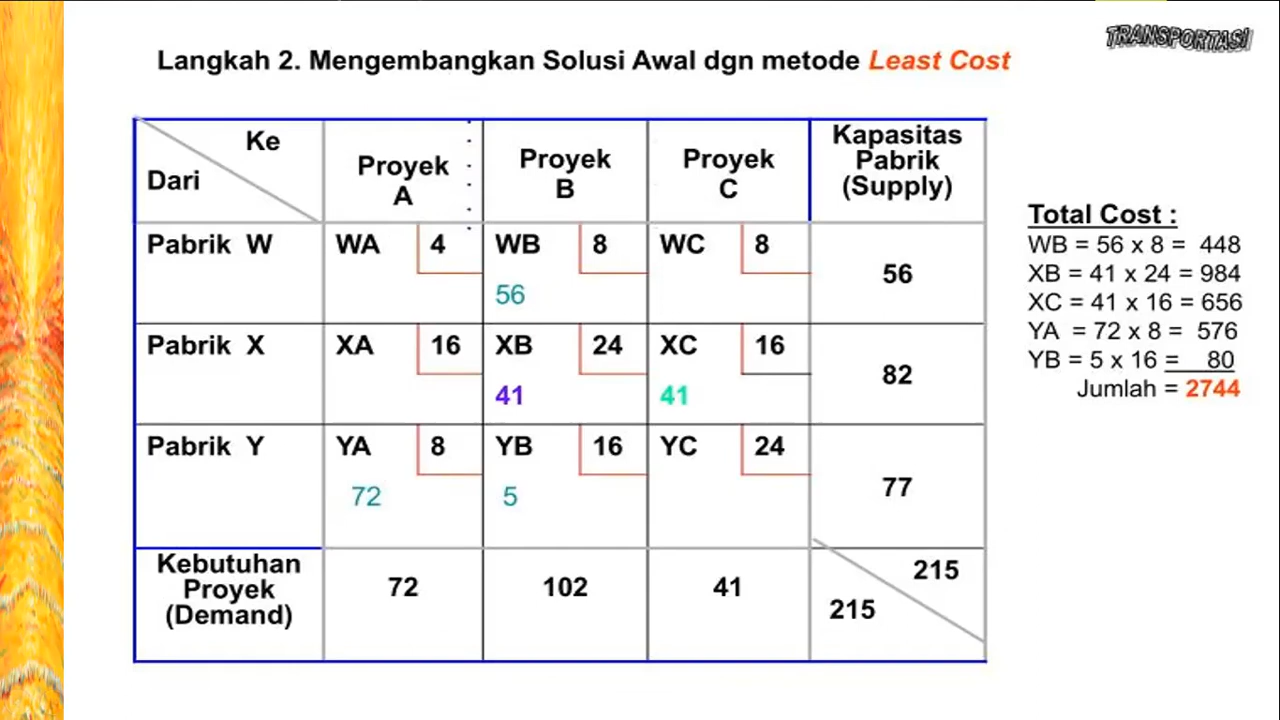 TRANSPORTASI
Langkah 2. Mengembangkan Solusi Awal dgn metode Least Cost
Ke
Dari
Proyek A
Proyek B
Proyek C
Kapasitas Pabrik (Supply)
Pabrik W
WA 4
WB 8
WC 8
56
56
Pabrik X
XA 16
XB 24
XC 16
82
41
41
Pabrik Y
YA 8
YB 16
YC 24
77
72
5
Kebutuhan Proyek (Demand)
72
102
41
215
215
Total Cost :
WB = 56 x 8 = 448
XB = 41 x 24 = 984
XC = 41 x 16 = 656
YA = 72 x 8 = 576
YB = 5 x 16 = 80
Jumlah = 2744